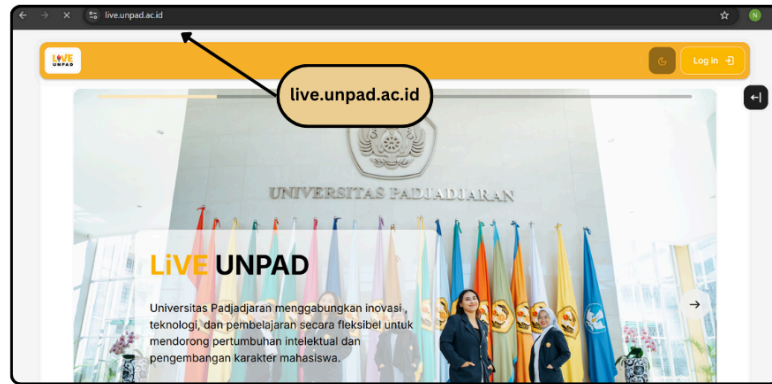 live.unpad.ac.id
LiVE
UNPAD
Log in
live.unpad.ac.id
UNIVERSITAS PADJADJARAN
LiVE UNPAD
Universitas Padjadjaran menggabungkan inovasi,
teknologi, dan pembelajaran secara fleksibel untuk
mendorong pertumbuhan intelektual dan
pengembangan karakter mahasiswa.
N